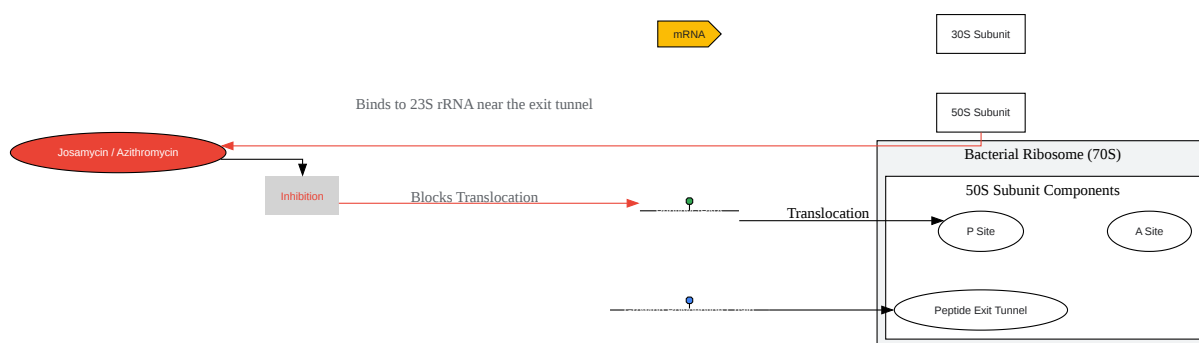 mRNA
30S Subunit
Binds to 23S rRNA near the exit tunnel
50S Subunit
Josamycin / Azithromycin
Bacterial Ribosome (70S)
Inhibition
Blocks Translocation
50S Subunit Components
Translocation
P Site
A Site
Peptide Exit Tunnel